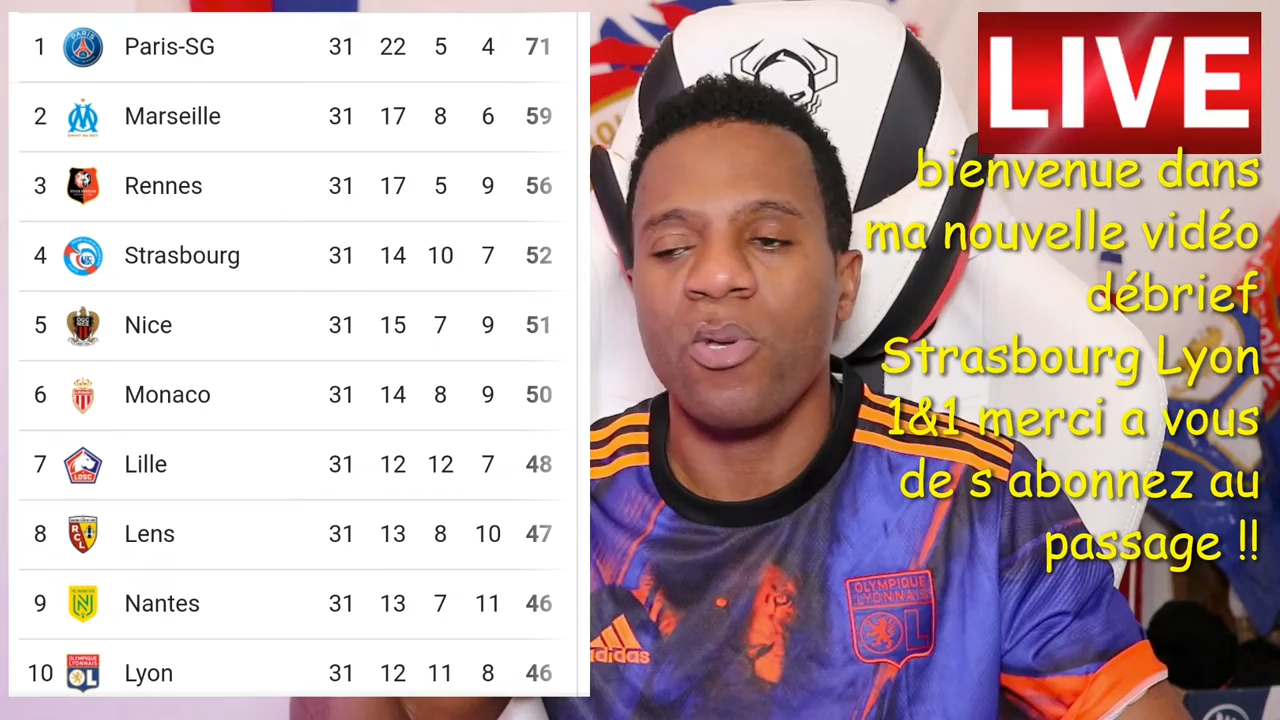 1 Paris-SG 31 22 5 4 71
2 Marseille 31 17 8 6 59
3 Rennes 31 17 5 9 56
4 Strasbourg 31 14 10 7 52
5 Nice 31 15 7 9 51
6 Monaco 31 14 8 9 50
7 Lille 31 12 12 7 48
8 Lens 31 13 8 10 47
9 Nantes 31 13 7 11 46
10 Lyon 31 12 11 8 46
LIVE
bienvenue dans
ma nouvelle vidéo
débrief
Strasbourg Lyon
1&1 merci a vous
de s abonnez au
passage !!
adidas
OLYMPIQUE
LYONNAIS
OL